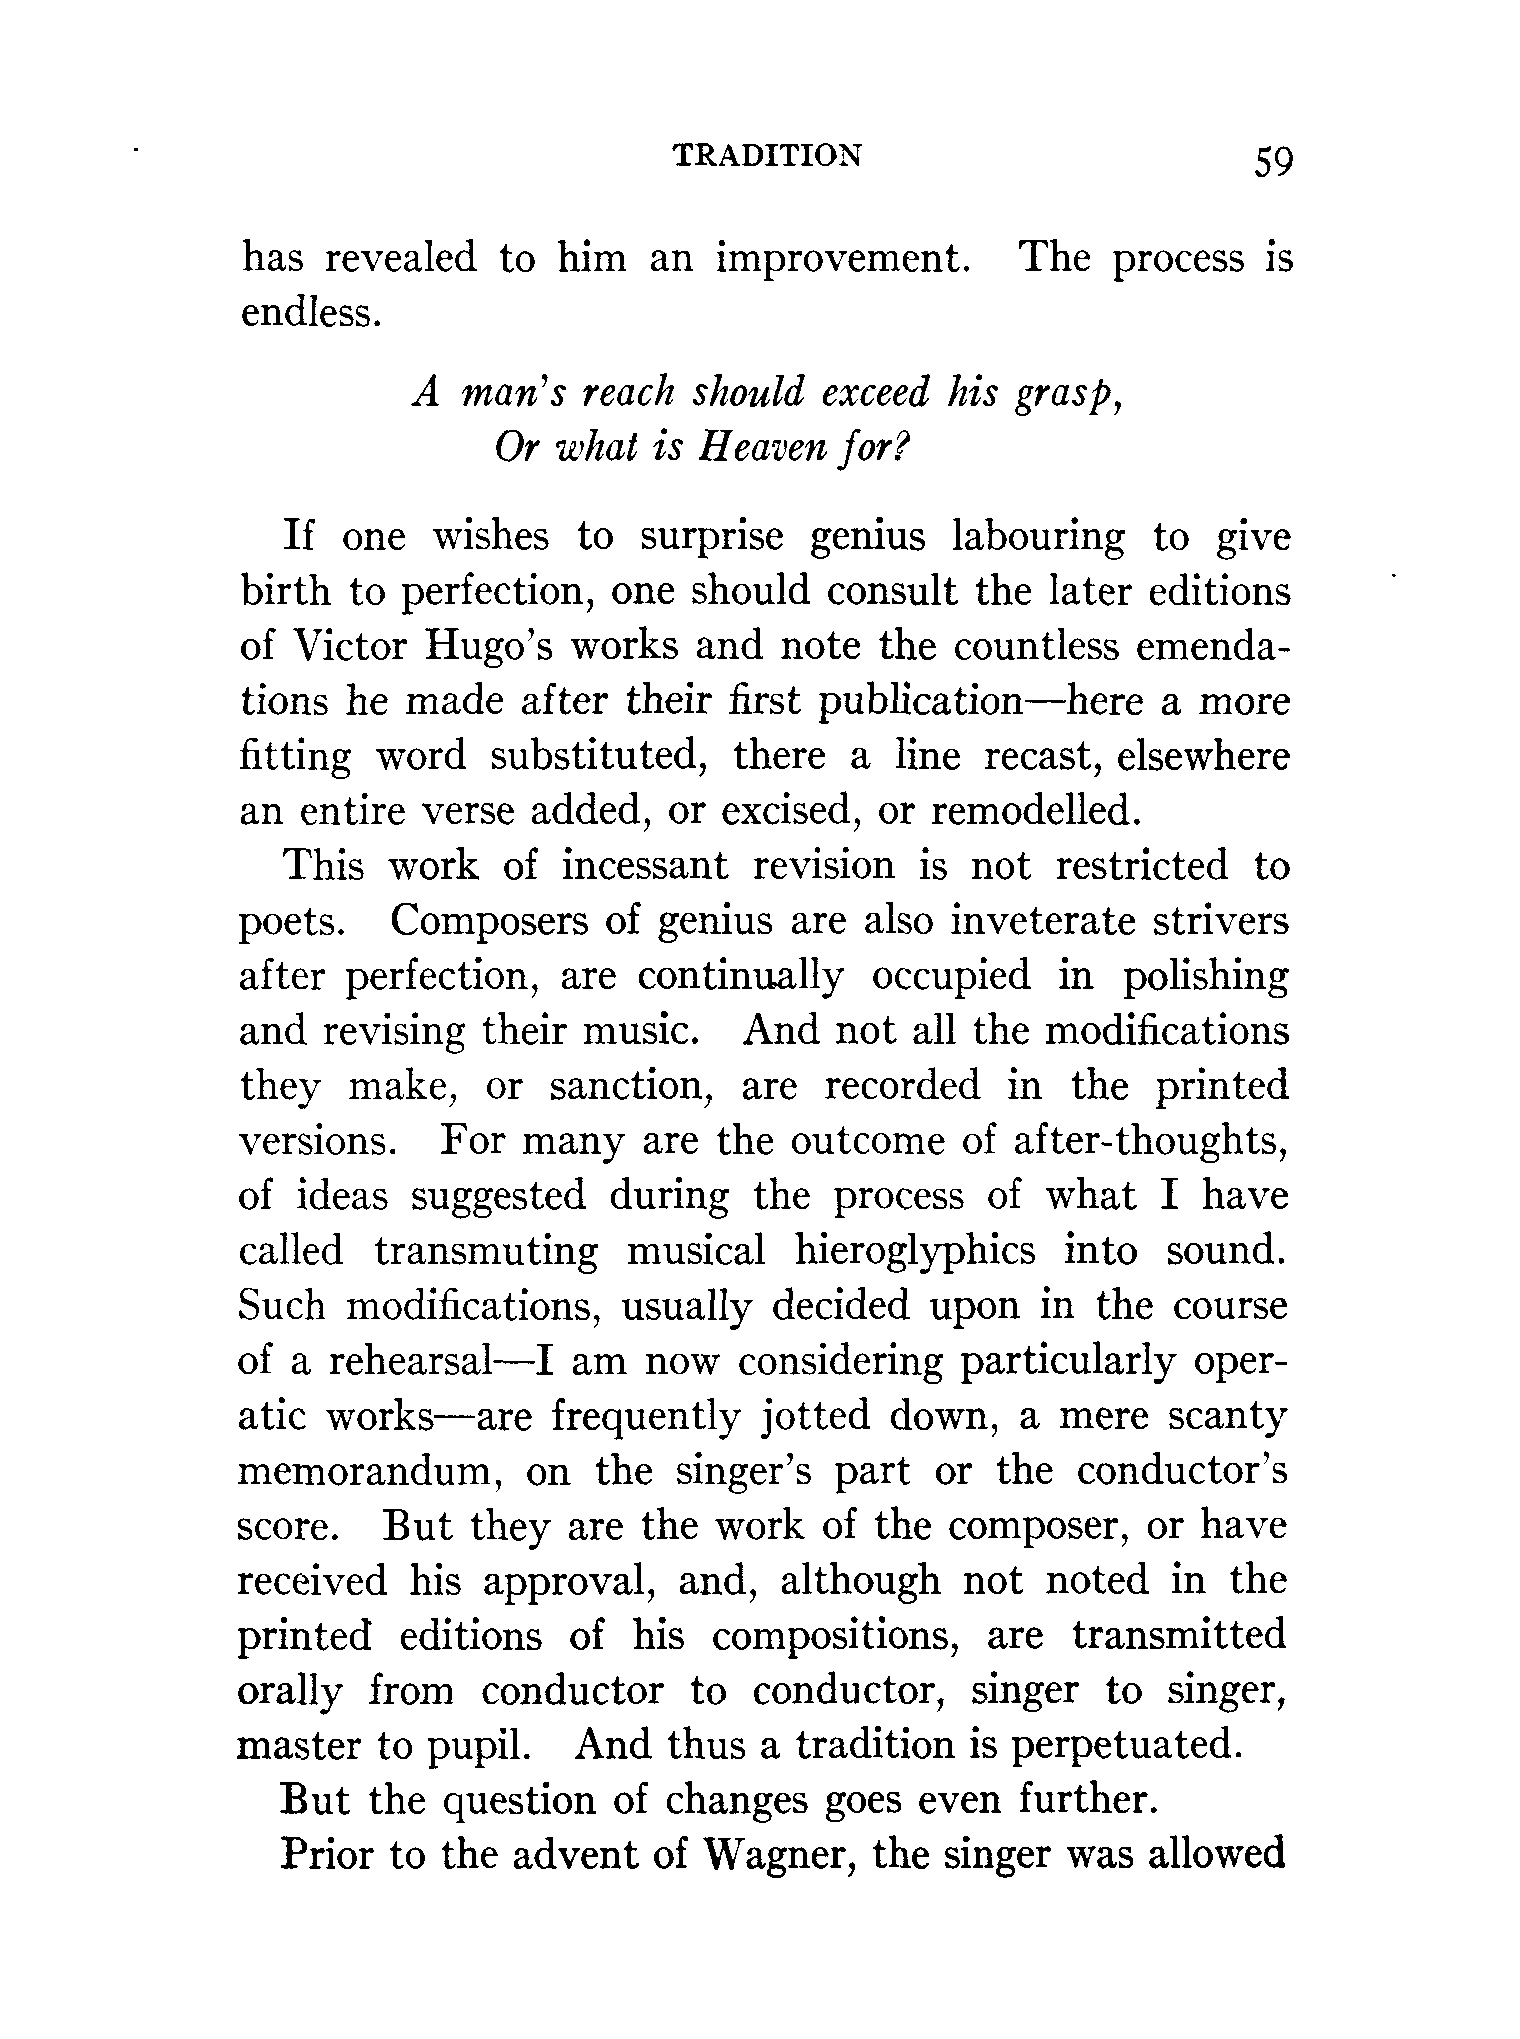 TRADITION 59
has revealed to him an improvement. The process is
endless.
A man's reach should exceed his grasp,
Or what is Heaven for?
If one wishes to surprise genius labouring to give
birth to perfection, one should consult the later editions
of Victor Hugo's works and note the countless emenda-
tions he made after their first publication—here a more
fitting word substituted, there a line recast, elsewhere
an entire verse added, or excised, or remodelled.
This work of incessant revision is not restricted to
poets. Composers of genius are also inveterate strivers
after perfection, are continually occupied in polishing
and revising their music. And not all the modifications
they make, or sanction, are recorded in the printed
versions. For many are the outcome of after-thoughts,
of ideas suggested during the process of what I have
called transmuting musical hieroglyphics into sound.
Such modifications, usually decided upon in the course
of a rehearsal—I am now considering particularly oper-
atic works—are frequently jotted down, a mere scanty
memorandum, on the singer's part or the conductor's
score. But they are the work of the composer, or have
received his approval, and, although not noted in the
printed editions of his compositions, are transmitted
orally from conductor to conductor, singer to singer,
master to pupil. And thus a tradition is perpetuated.
But the question of changes goes even further.
Prior to the advent of Wagner, the singer was allowed